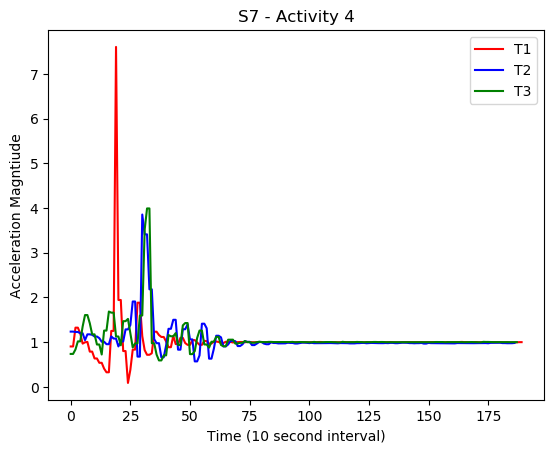 S7 - Activity 4
T1
T2
T3
7
6
5
4
3
2
1
0
Acceleration Magntiude
0 25 50 75 100 125 150 175
Time (10 second interval)